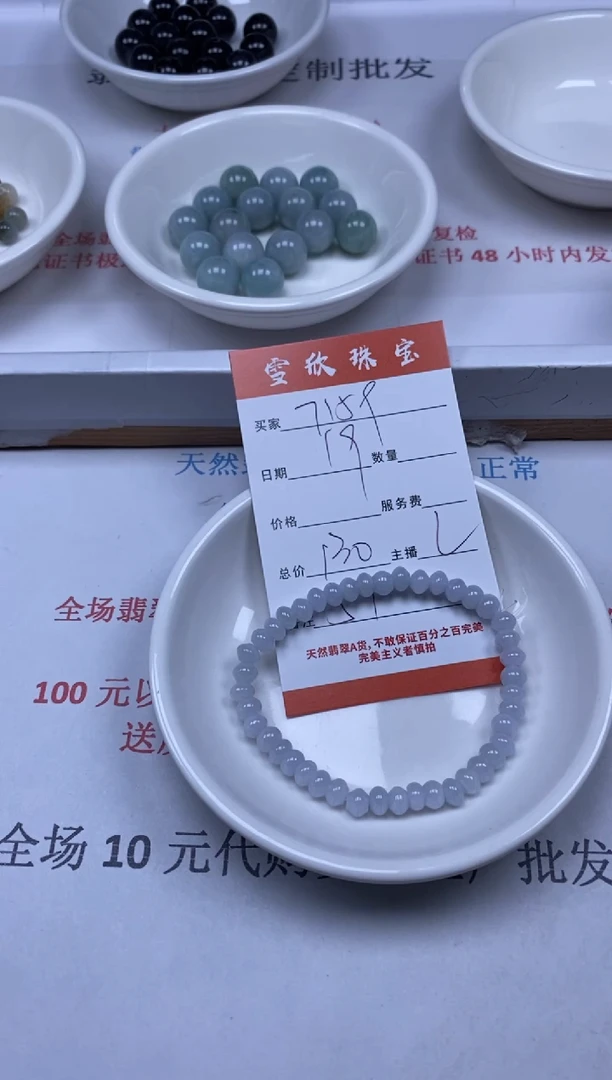 定制批发
全场翡
复检
证书极
证书 48 小时内发
雪欣珠宝
买家 7189
日期 19 数量
价格 服务费
总价 130 主播
天然翡翠A货,不敢保证百分之百完美
完美主义者慎拍
天然
正常
全场翡翠
100 元以
送
全场 10 元代购
批发